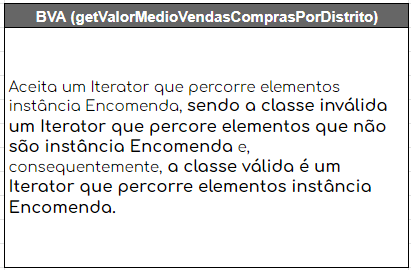 BVA (getValorMedioVendasComprasPorDistrito)
Aceita um Iterator que percorre elementos
instância Encomenda, sendo a classe inválida
um Iterator que percore elementos que não
são instância Encomenda e,
consequentemente, a classe válida é um
Iterator que percorre elementos instância
Encomenda.